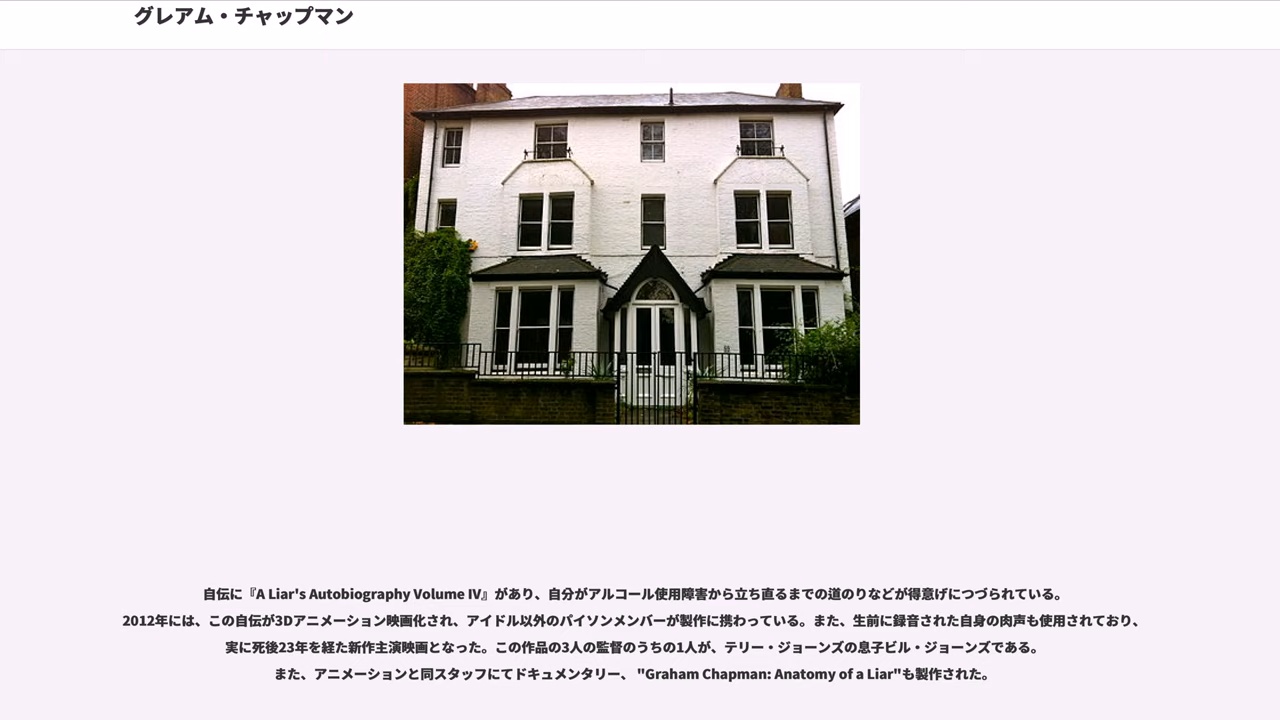 グレアム・チャップマン
自伝に『A Liar's Autobiography Volume IV』があり、自分がアルコール使用障害から立ち直るまでの道のりなどが得意げにつづられている。
2012年には、この自伝が3Dアニメーション映画化され、アイドル以外のパイソンメンバーが製作に携わっている。また、生前に録音された自身の肉声も使用されており、
実に死後23年を経た新作主演映画となった。この作品の3人の監督のうちの1人が、テリー・ジョーンズの息子ビル・ジョーンズである。
また、アニメーションと同スタッフにてドキュメンタリー、 "Graham Chapman: Anatomy of a Liar"も製作された。